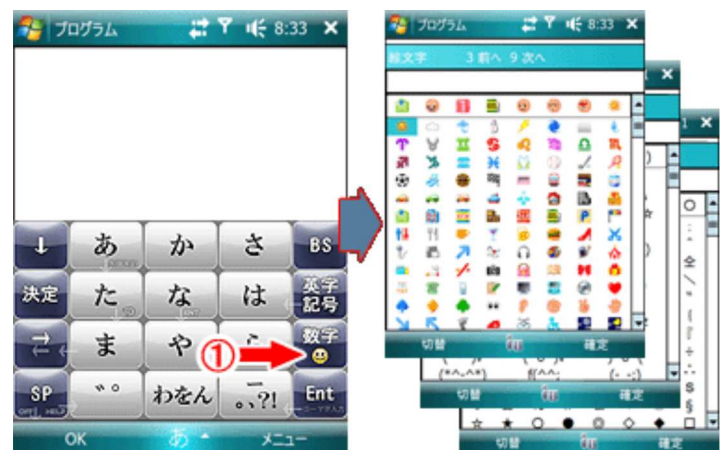 プログラム 8:33
↓ あ か さ BS
決定 た な は 英字
記号
ま や ① 数字
SP ゛゜ わをん 。、?! Ent
OK あ メニュー
プログラム 8:33
絵文字 3 前へ 9 次へ
切替 確定
切替 確定
切替 確定